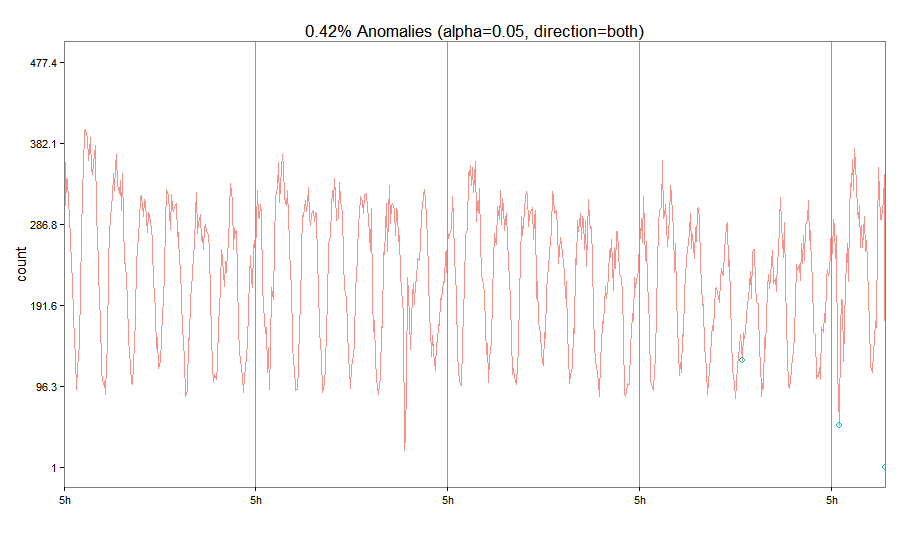 0.42% Anomalies (alpha=0.05, direction=both)
477.4
382.1
286.8
191.6
96.3
1
count
5h 5h 5h 5h 5h